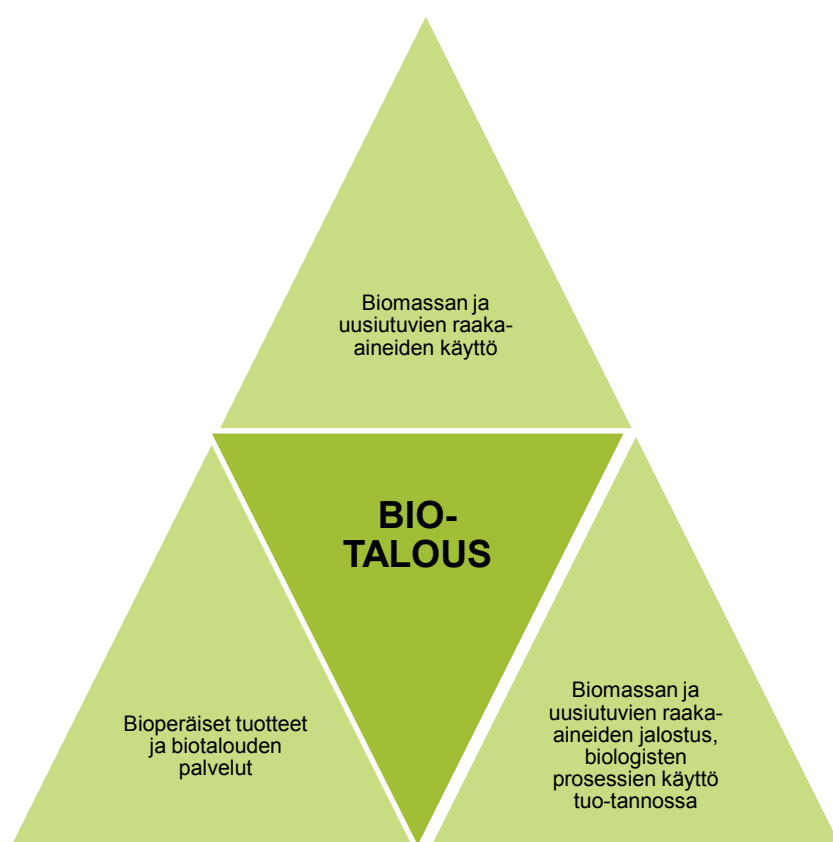 Biomassan ja
uusiutuvien raaka-
aineiden käyttö
BIO-
TALOUS
Bioperäiset tuotteet
ja biotalouden
palvelut
Biomassan ja
uusiutuvien raaka-
aineiden jalostus,
biologisten
prosessien käyttö
tuo-tannossa